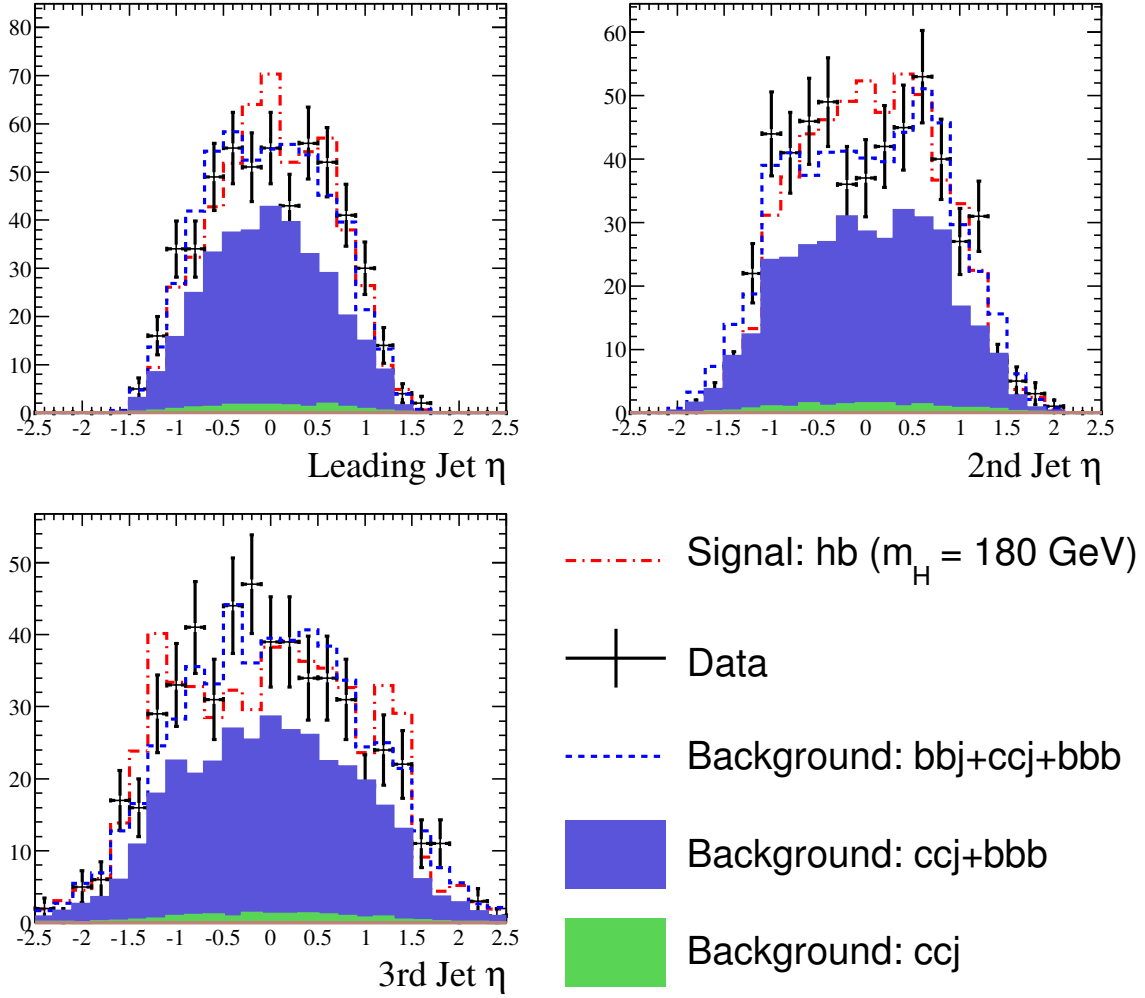 80
70
60
50
40
30
20
10
0
-2.5 -2 -1.5 -1 -0.5 0 0.5 1 1.5 2 2.5
Leading Jet η
60
50
40
30
20
10
0
-2.5 -2 -1.5 -1 -0.5 0 0.5 1 1.5 2 2.5
2nd Jet η
50
40
30
20
10
0
-2.5 -2 -1.5 -1 -0.5 0 0.5 1 1.5 2 2.5
3rd Jet η
Signal: hb (m_H = 180 GeV)
Data
Background: bbj+ccj+bbb
Background: ccj+bbb
Background: ccj